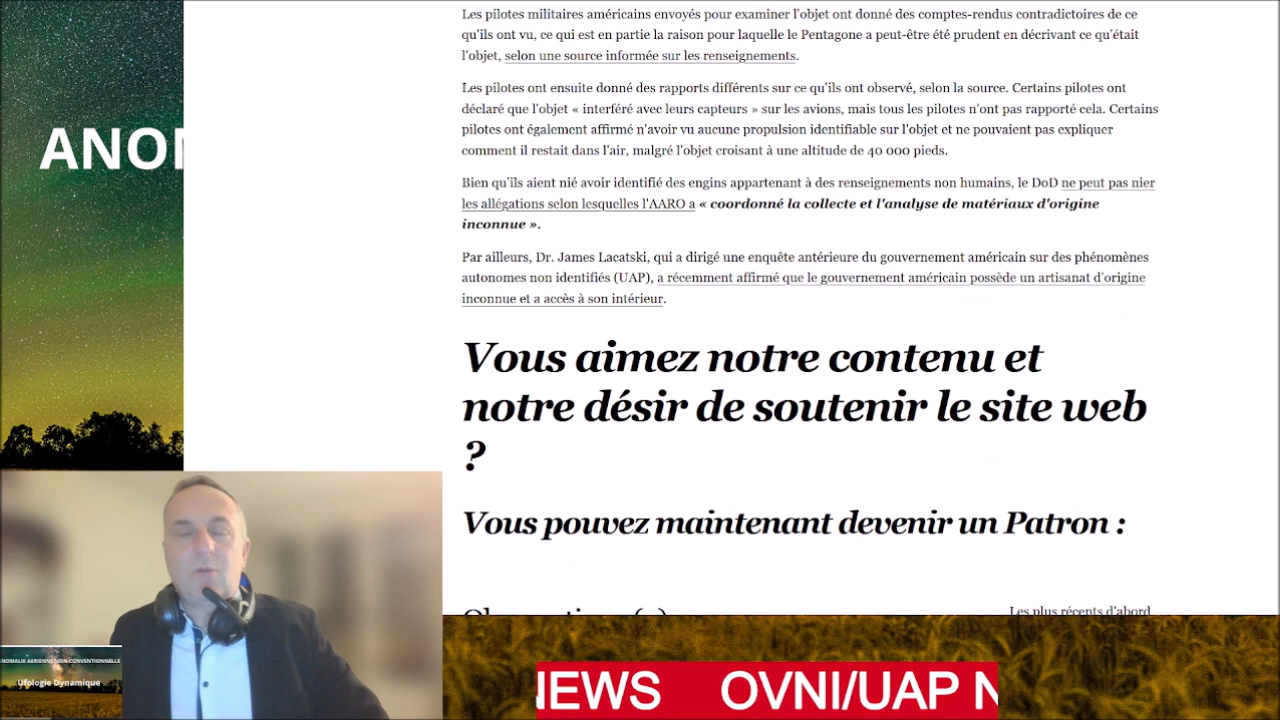 Les pilotes militaires américains envoyés pour examiner l'objet ont donné des comptes-rendus contradictoires de ce
qu'ils ont vu, ce qui est en partie la raison pour laquelle le Pentagone a peut-être été prudent en décrivant ce qu'était
l'objet, selon une source informée sur les renseignements.
Les pilotes ont ensuite donné des rapports différents sur ce qu'ils ont observé, selon la source. Certains pilotes ont
déclaré que l'objet « interféré avec leurs capteurs » sur les avions, mais tous les pilotes n'ont pas rapporté cela. Certains
pilotes ont également affirmé n'avoir vu aucune propulsion identifiable sur l'objet et ne pouvaient pas expliquer
comment il restait dans l'air, malgré l'objet croisant à une altitude de 40 000 pieds.
Bien qu'ils aient nié avoir identifié des engins appartenant à des renseignements non humains, le DoD ne peut pas nier
les allégations selon lesquelles l'AARO a « coordonné la collecte et l'analyse de matériaux d'origine
inconnue ».
Par ailleurs, Dr. James Lacatski, qui a dirigé une enquête antérieure du gouvernement américain sur des phénomènes
autonomes non identifiés (UAP), a récemment affirmé que le gouvernement américain possède un artisanat d'origine
inconnue et a accès à son intérieur.
Vous aimez notre contenu et
notre désir de soutenir le site web
?
Vous pouvez maintenant devenir un Patron :
Les plus récents d'abord
ANOM
NOMALIE AERIENNE NON-CONVENTIONNELLE
Ufologie Dynamique
NEWS OVNI/UAP N